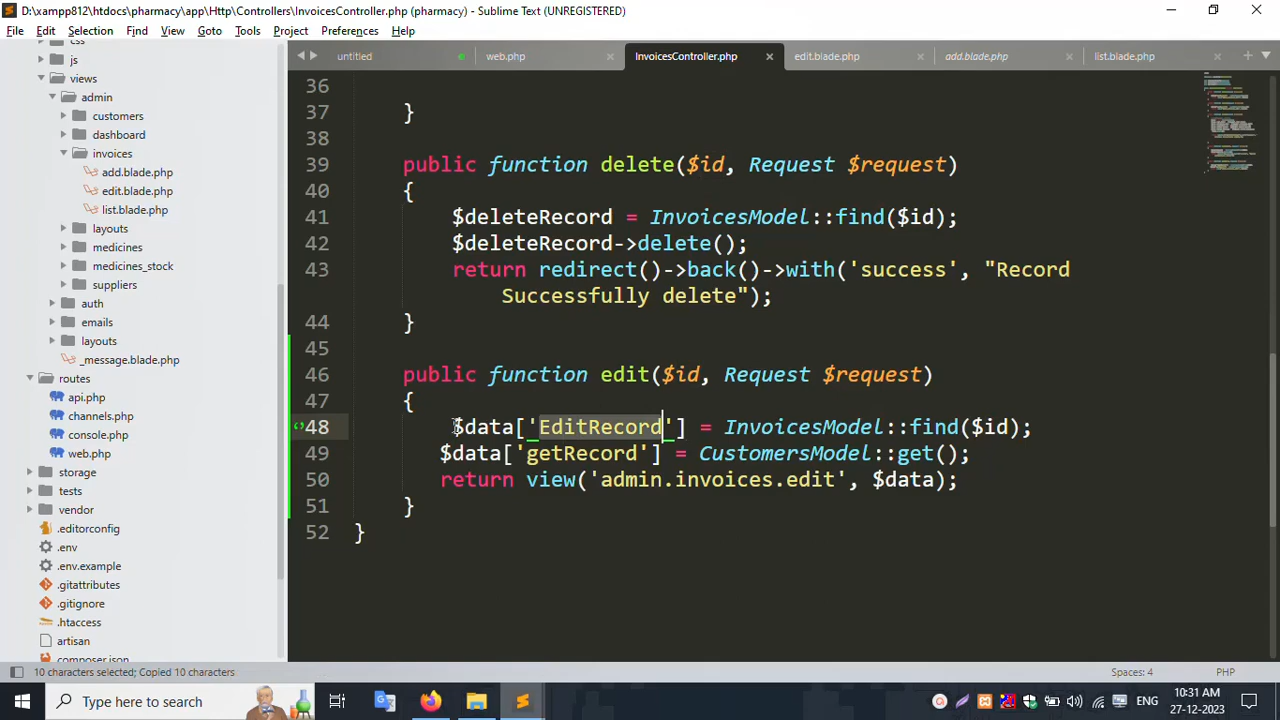 D:\xampp812\htdocs\pharmacy\app\Http\Controllers\InvoicesController.php (pharmacy) - Sublime Text (UNREGISTERED)
File Edit Selection Find View Goto Tools Project Preferences Help
untitled web.php InvoicesController.php edit.blade.php add.blade.php list.blade.php
css
js
views
admin
customers
dashboard
invoices
add.blade.php
edit.blade.php
list.blade.php
layouts
medicines
medicines_stock
suppliers
auth
emails
layouts
_message.blade.php
routes
api.php
channels.php
console.php
web.php
storage
tests
vendor
.editorconfig
.env
.env.example
.gitattributes
.gitignore
.htaccess
artisan
composer.json
36
37 }
38
39 public function delete($id, Request $request)
40 {
41 $deleteRecord = InvoicesModel::find($id);
42 $deleteRecord->delete();
43 return redirect()->back()->with('success', "Record
Successfully delete");
44 }
45
46 public function edit($id, Request $request)
47 {
48 $data['EditRecord'] = InvoicesModel::find($id);
49 $data['getRecord'] = CustomersModel::get();
50 return view('admin.invoices.edit', $data);
51 }
52 }
10 characters selected; Copied 10 characters Spaces: 4 PHP
Type here to search
ENG
10:31 AM
27-12-2023